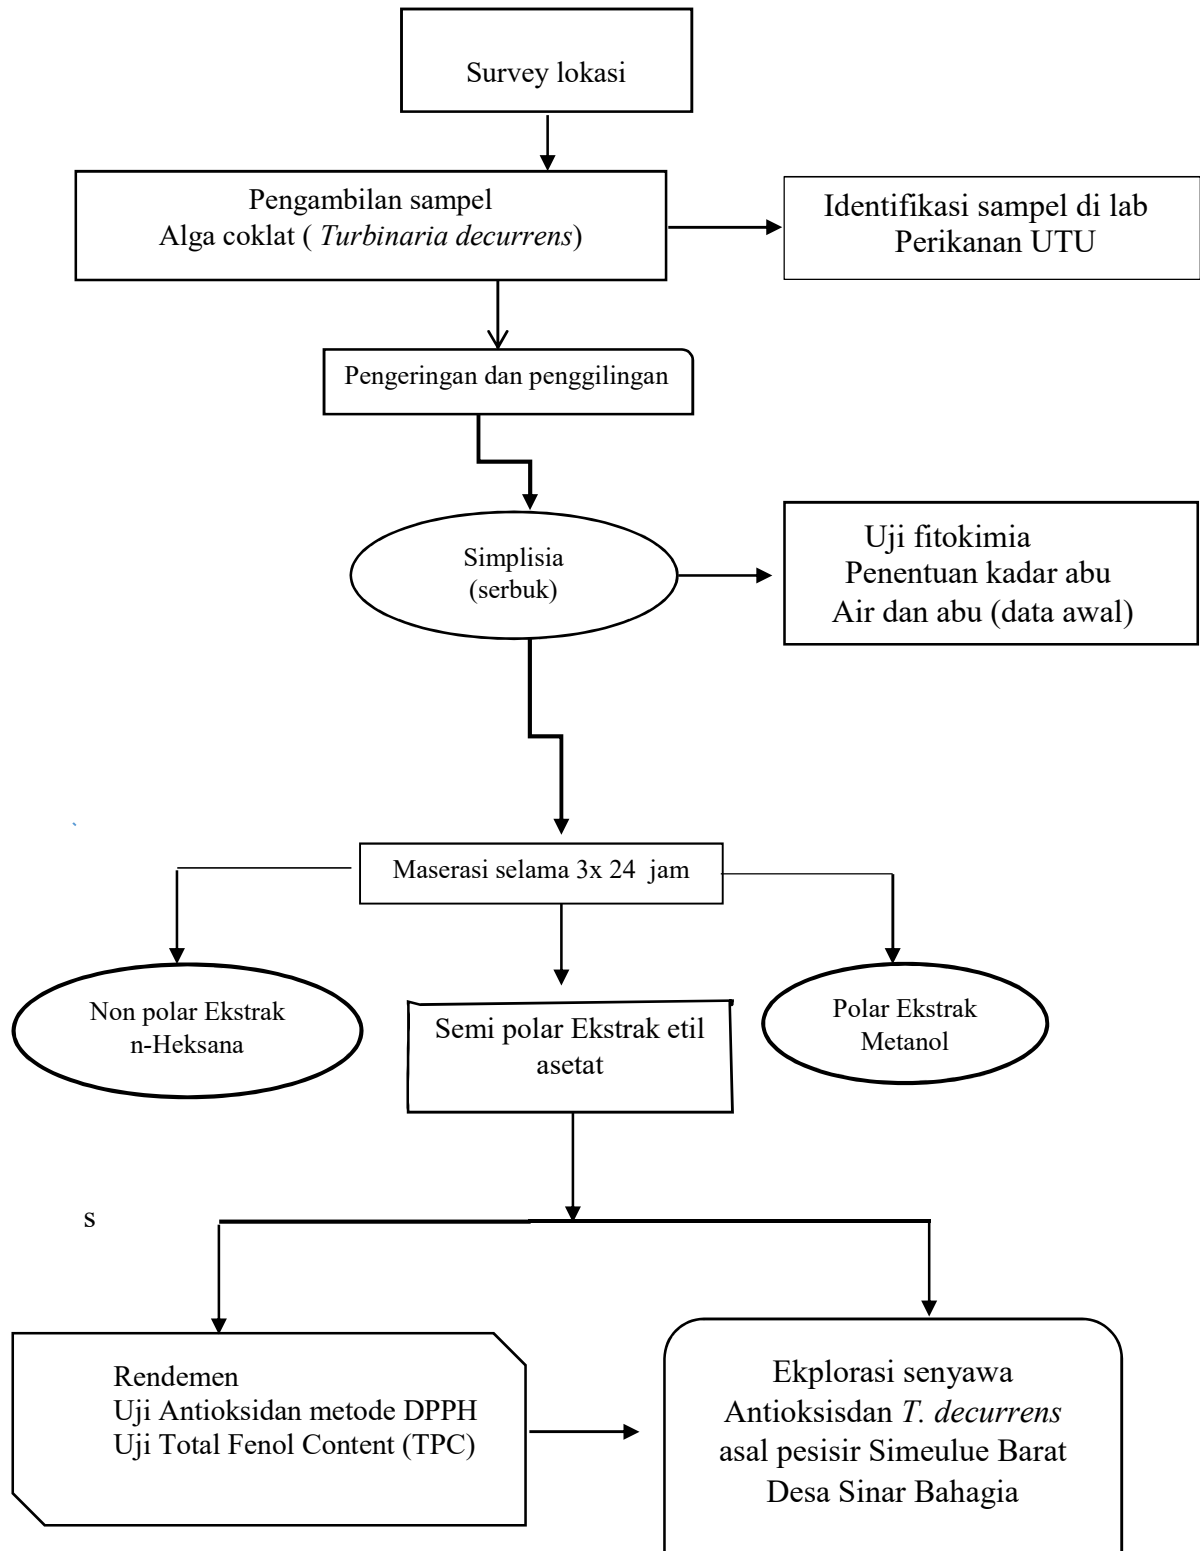 Survey lokasi
Pengambilan sampel
Alga coklat ( Turbinaria decurrens)
Identifikasi sampel di lab
Perikanan UTU
Pengeringan dan penggilingan
Simplisia
(serbuk)
Uji fitokimia
Penentuan kadar abu
Air dan abu (data awal)
Maserasi selama 3x 24 jam
Non polar Ekstrak
n-Heksana
Semi polar Ekstrak etil
asetat
Polar Ekstrak
Metanol
s
Rendemen
Uji Antioksidan metode DPPH
Uji Total Fenol Content (TPC)
Ekplorasi senyawa
Antioksisdan T. decurrens
asal pesisir Simeulue Barat
Desa Sinar Bahagia